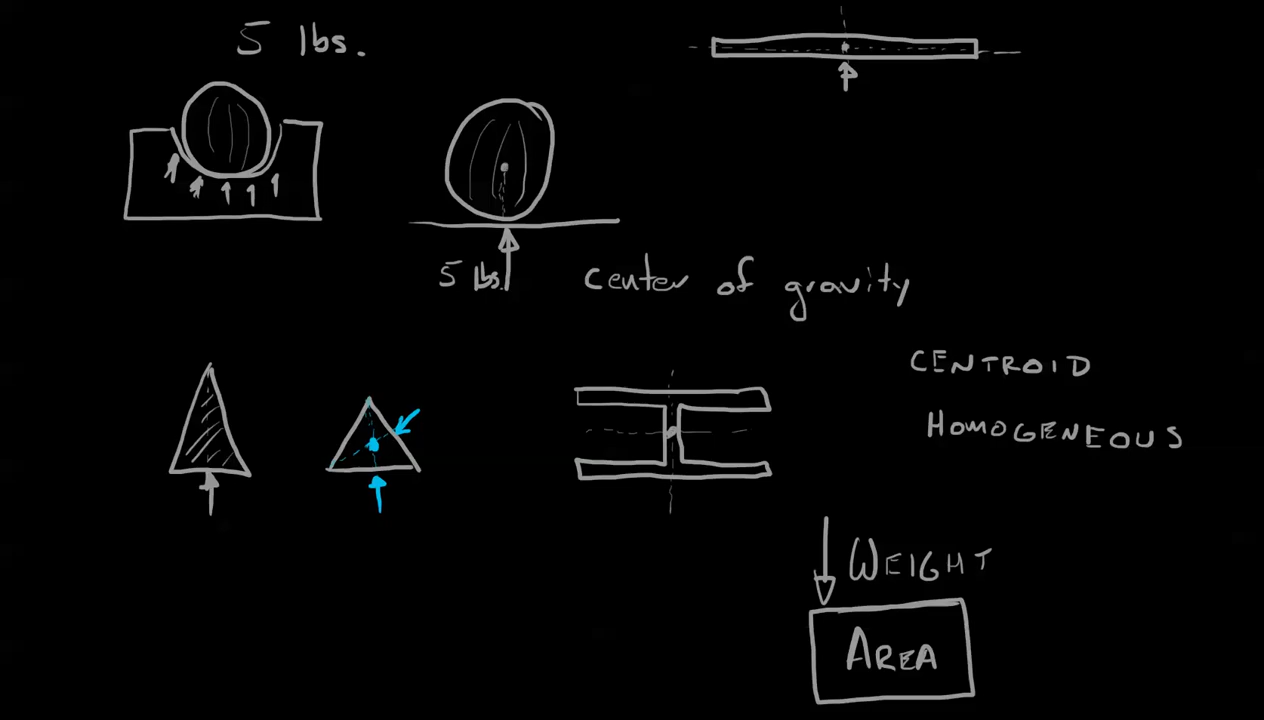 5 lbs.
5 lbs.
center of gravity
CENTROID
HOMOGENEOUS
WEIGHT
AREA